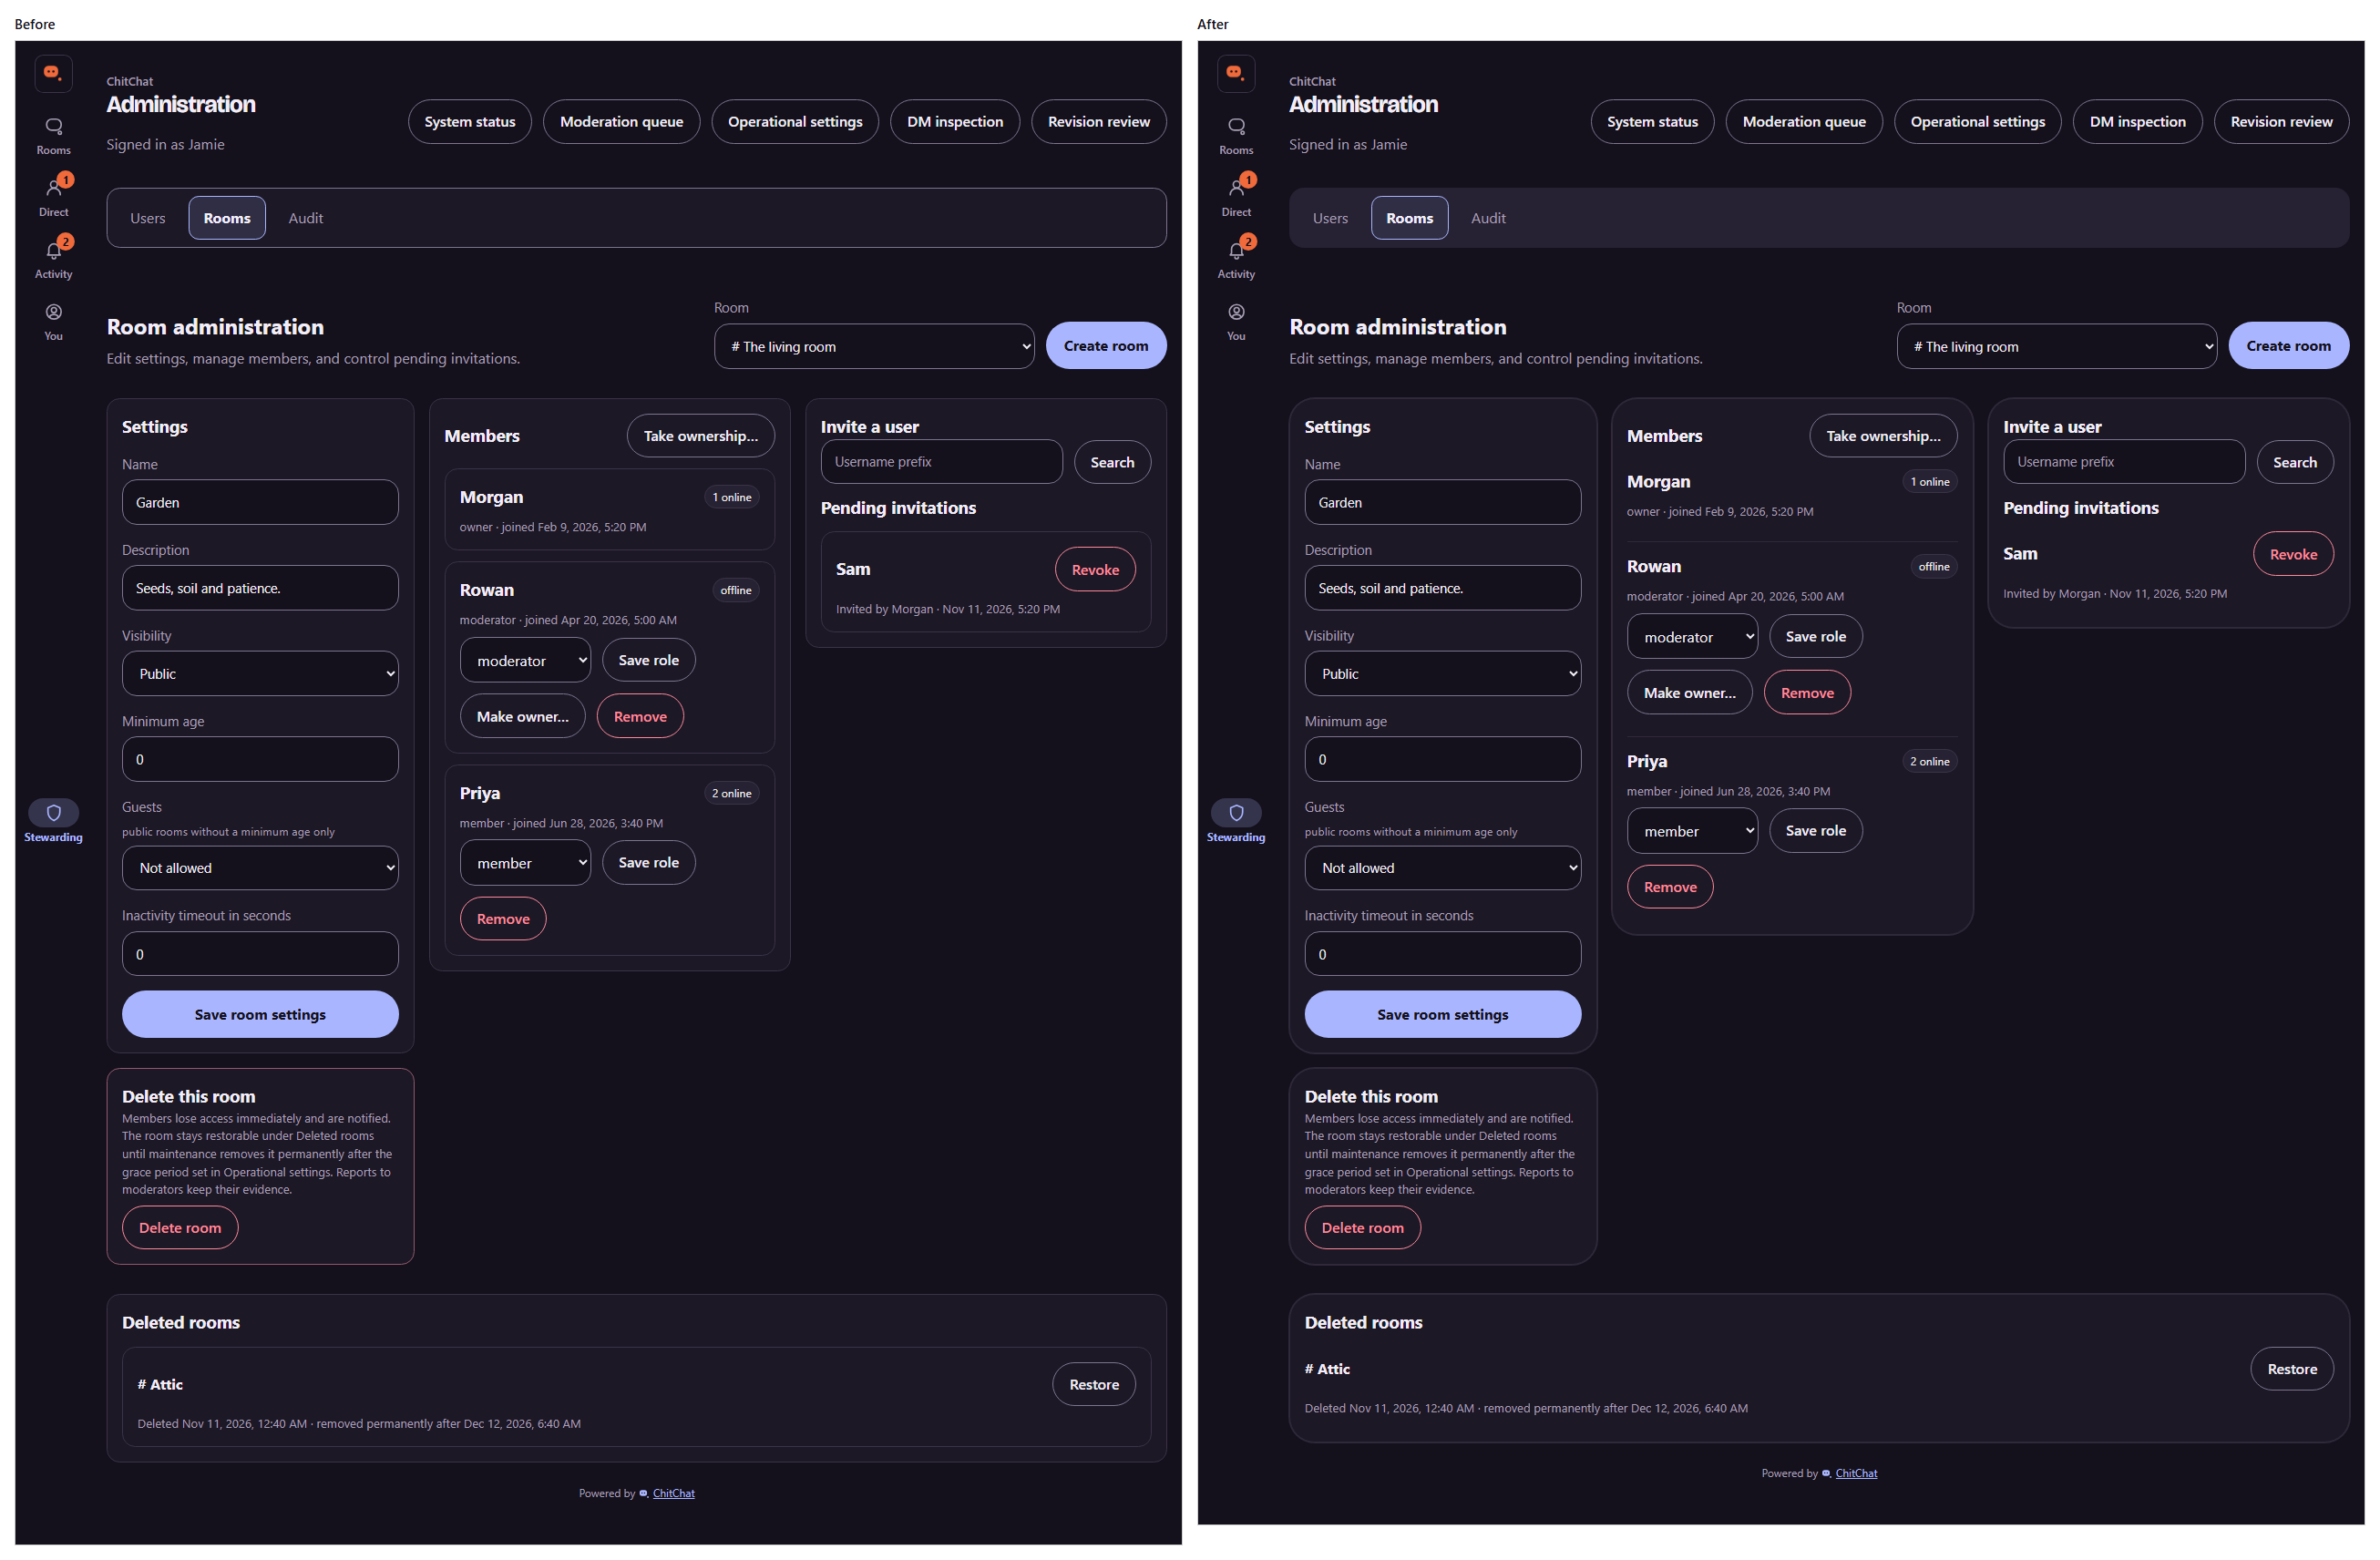 Before
ChitChat
Administration
Signed in as Jamie
System status
Moderation queue
Operational settings
DM inspection
Revision review
Rooms
1
Direct
2
Activity
You
Stewarding
Users
Rooms
Audit
Room administration
Edit settings, manage members, and control pending invitations.
Room
# The living room
Create room
Settings
Name
Garden
Description
Seeds, soil and patience.
Visibility
Public
Minimum age
0
Guests
public rooms without a minimum age only
Not allowed
Inactivity timeout in seconds
0
Save room settings
Members
Take ownership...
Morgan
1 online
owner · joined Feb 9, 2026, 5:20 PM
Rowan
offline
moderator · joined Apr 20, 2026, 5:00 AM
moderator
Save role
Make owner...
Remove
Priya
2 online
member · joined Jun 28, 2026, 3:40 PM
member
Save role
Remove
Invite a user
Username prefix
Search
Pending invitations
Sam
Revoke
Invited by Morgan · Nov 11, 2026, 5:20 PM
Delete this room
Members lose access immediately and are notified.
The room stays restorable under Deleted rooms
until maintenance removes it permanently after the
grace period set in Operational settings. Reports to
moderators keep their evidence.
Delete room
Deleted rooms
# Attic
Restore
Deleted Nov 11, 2026, 12:40 AM · removed permanently after Dec 12, 2026, 6:40 AM
Powered by ChitChat
After
ChitChat
Administration
Signed in as Jamie
System status
Moderation queue
Operational settings
DM inspection
Revision review
Rooms
1
Direct
2
Activity
You
Stewarding
Users
Rooms
Audit
Room administration
Edit settings, manage members, and control pending invitations.
Room
# The living room
Create room
Settings
Name
Garden
Description
Seeds, soil and patience.
Visibility
Public
Minimum age
0
Guests
public rooms without a minimum age only
Not allowed
Inactivity timeout in seconds
0
Save room settings
Members
Take ownership...
Morgan
1 online
owner · joined Feb 9, 2026, 5:20 PM
Rowan
offline
moderator · joined Apr 20, 2026, 5:00 AM
moderator
Save role
Make owner...
Remove
Priya
2 online
member · joined Jun 28, 2026, 3:40 PM
member
Save role
Remove
Invite a user
Username prefix
Search
Pending invitations
Sam
Revoke
Invited by Morgan · Nov 11, 2026, 5:20 PM
Delete this room
Members lose access immediately and are notified.
The room stays restorable under Deleted rooms
until maintenance removes it permanently after the
grace period set in Operational settings. Reports to
moderators keep their evidence.
Delete room
Deleted rooms
# Attic
Restore
Deleted Nov 11, 2026, 12:40 AM · removed permanently after Dec 12, 2026, 6:40 AM
Powered by ChitChat